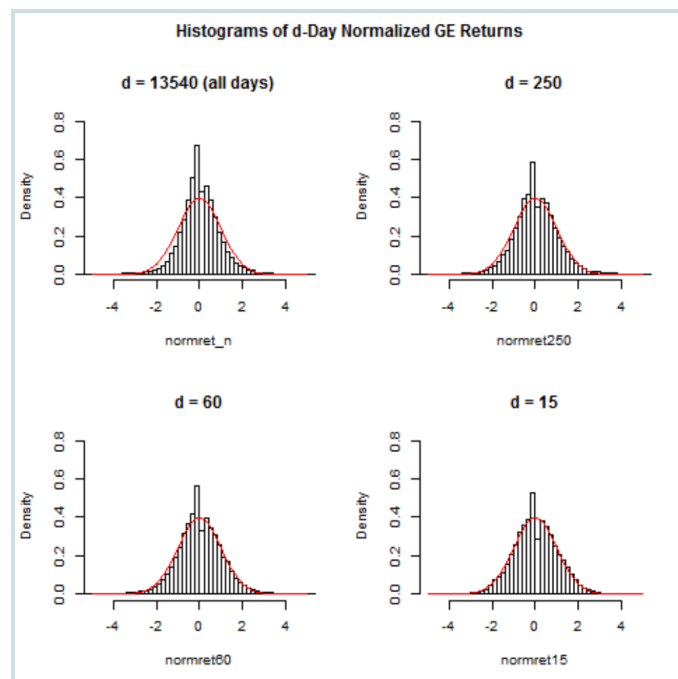 Histograms of d-Day Normalized GE Returns
d = 13540 (all days)
Density
0.0 0.2 0.4 0.6 0.8
-4 -2 0 2 4
normret_n
d = 250
Density
0.0 0.2 0.4 0.6 0.8
-4 -2 0 2 4
normret250
d = 60
Density
0.0 0.2 0.4 0.6 0.8
-4 -2 0 2 4
normret60
d = 15
Density
0.0 0.2 0.4 0.6 0.8
-4 -2 0 2 4
normret15